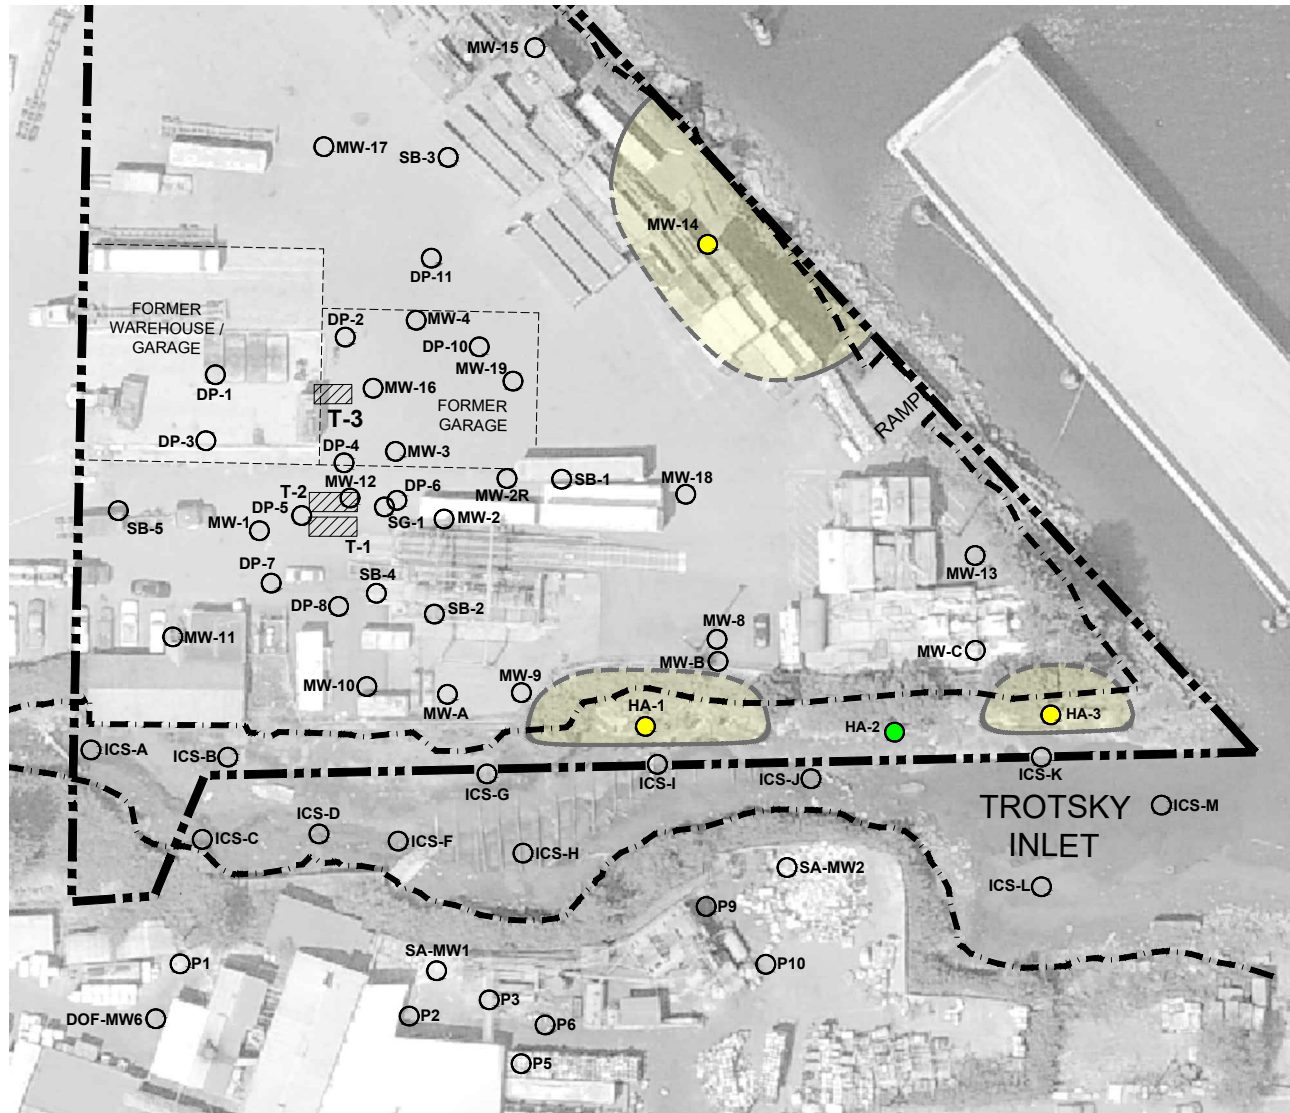 MW-15
MW-17
SB-3
MW-14
DP-11
FORMER
WAREHOUSE /
GARAGE
DP-2
MW-4
DP-10
MW-19
DP-1
MW-16
T-3
FORMER
GARAGE
RAMP
DP-3
DP-4
MW-3
MW-12
DP-6
MW-2R
SB-1
MW-18
T-2
DP-5
SG-1
MW-2
SB-5
MW-1
T-1
DP-7
SB-4
MW-13
DP-8
SB-2
MW-8
MW-11
MW-B
MW-C
MW-10
MW-9
MW-A
HA-1
HA-2
HA-3
ICS-A
ICS-B
ICS-G
ICS-I
ICS-J
ICS-K
TROTSKY
INLET
ICS-M
ICS-D
ICS-C
ICS-F
ICS-H
SA-MW2
ICS-L
P9
SA-MW1
P1
P10
P3
DOF-MW6
P2
P6
P5